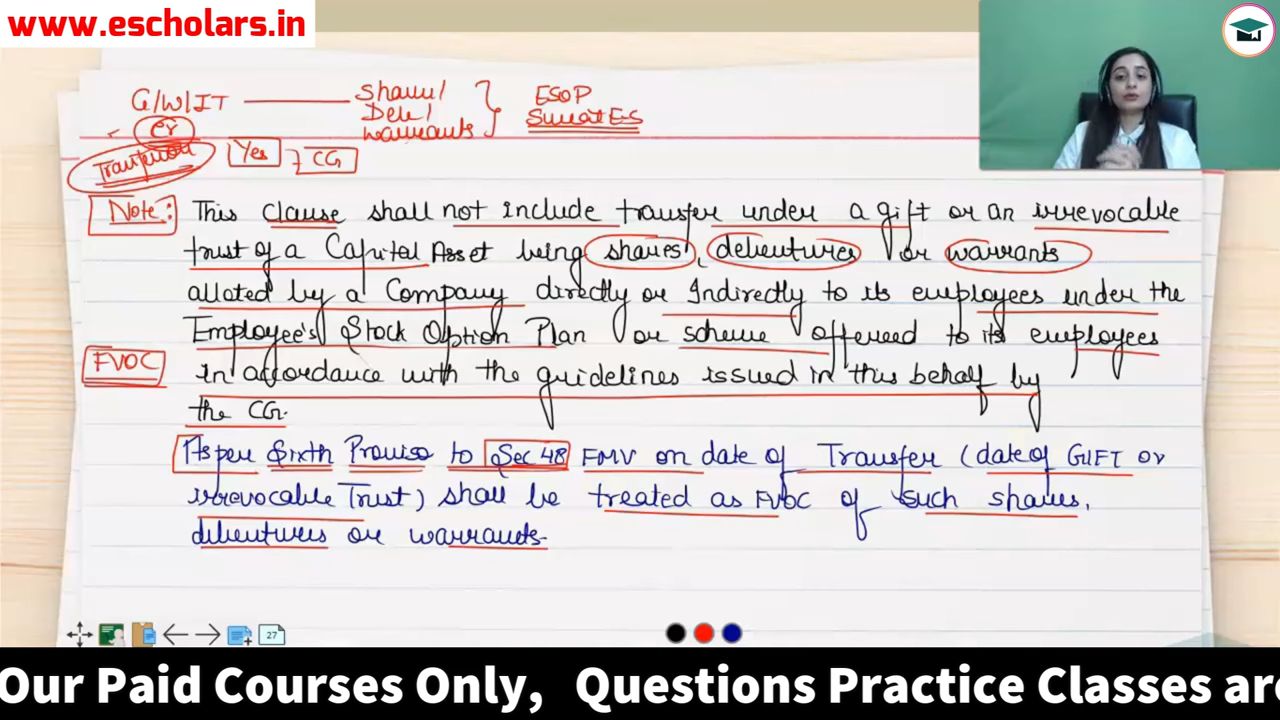 www.escholars.in
G/W/IT — Shares/ ESOP
Deb/ Sweat ES
warrants
er
Transfer Yes CG
Note: This clause shall not include transfer under a gift or an irrevocable
trust of a Capital Asset being shares, debentures or warrants
alloted by a Company directly or Indirectly to its employees under the
Employee's Stock Option Plan or scheme offered to its employees
FVOC
in accordance with the guidelines issued in this behalf by
the CG.
As per Sixth Proviso to Sec 48 FMV on date of Transfer (date of GIFT or
irrevocable Trust) shall be treated as FVOC of such shares,
debentures or warrants.
27
Our Paid Courses Only, Questions Practice Classes are